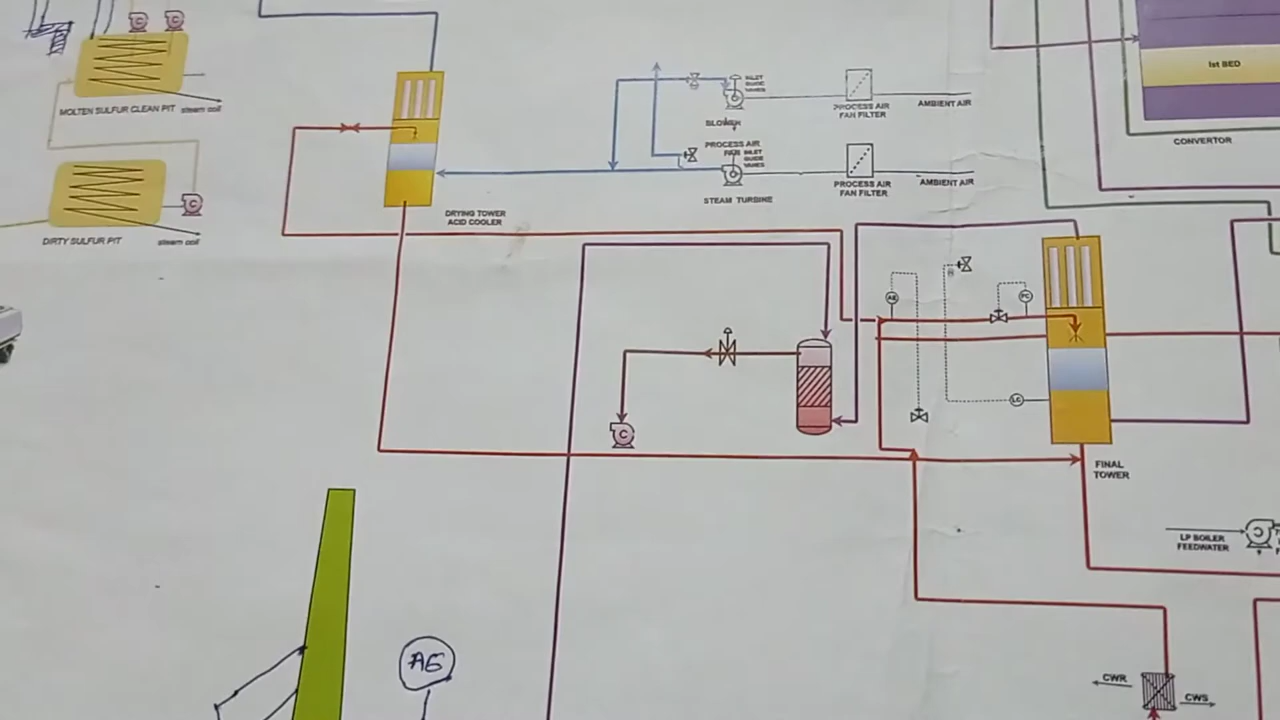 C
C
MOLTEN SULFUR CLEAN PIT
steam coil
C
DIRTY SULFUR PIT
steam coil
DRYING TOWER
ACID COOLER
INLET
GUIDE
VANES
BLOWER
PROCESS AIR
FAN FILTER
AMBIENT AIR
PROCESS AIR
FAN
INLET
GUIDE
VANES
STEAM TURBINE
PROCESS AIR
FAN FILTER
AMBIENT AIR
1st BED
CONVERTOR
AE
FC
LC
C
FINAL
TOWER
LP BOILER
FEEDWATER
CWR
CWS
AG